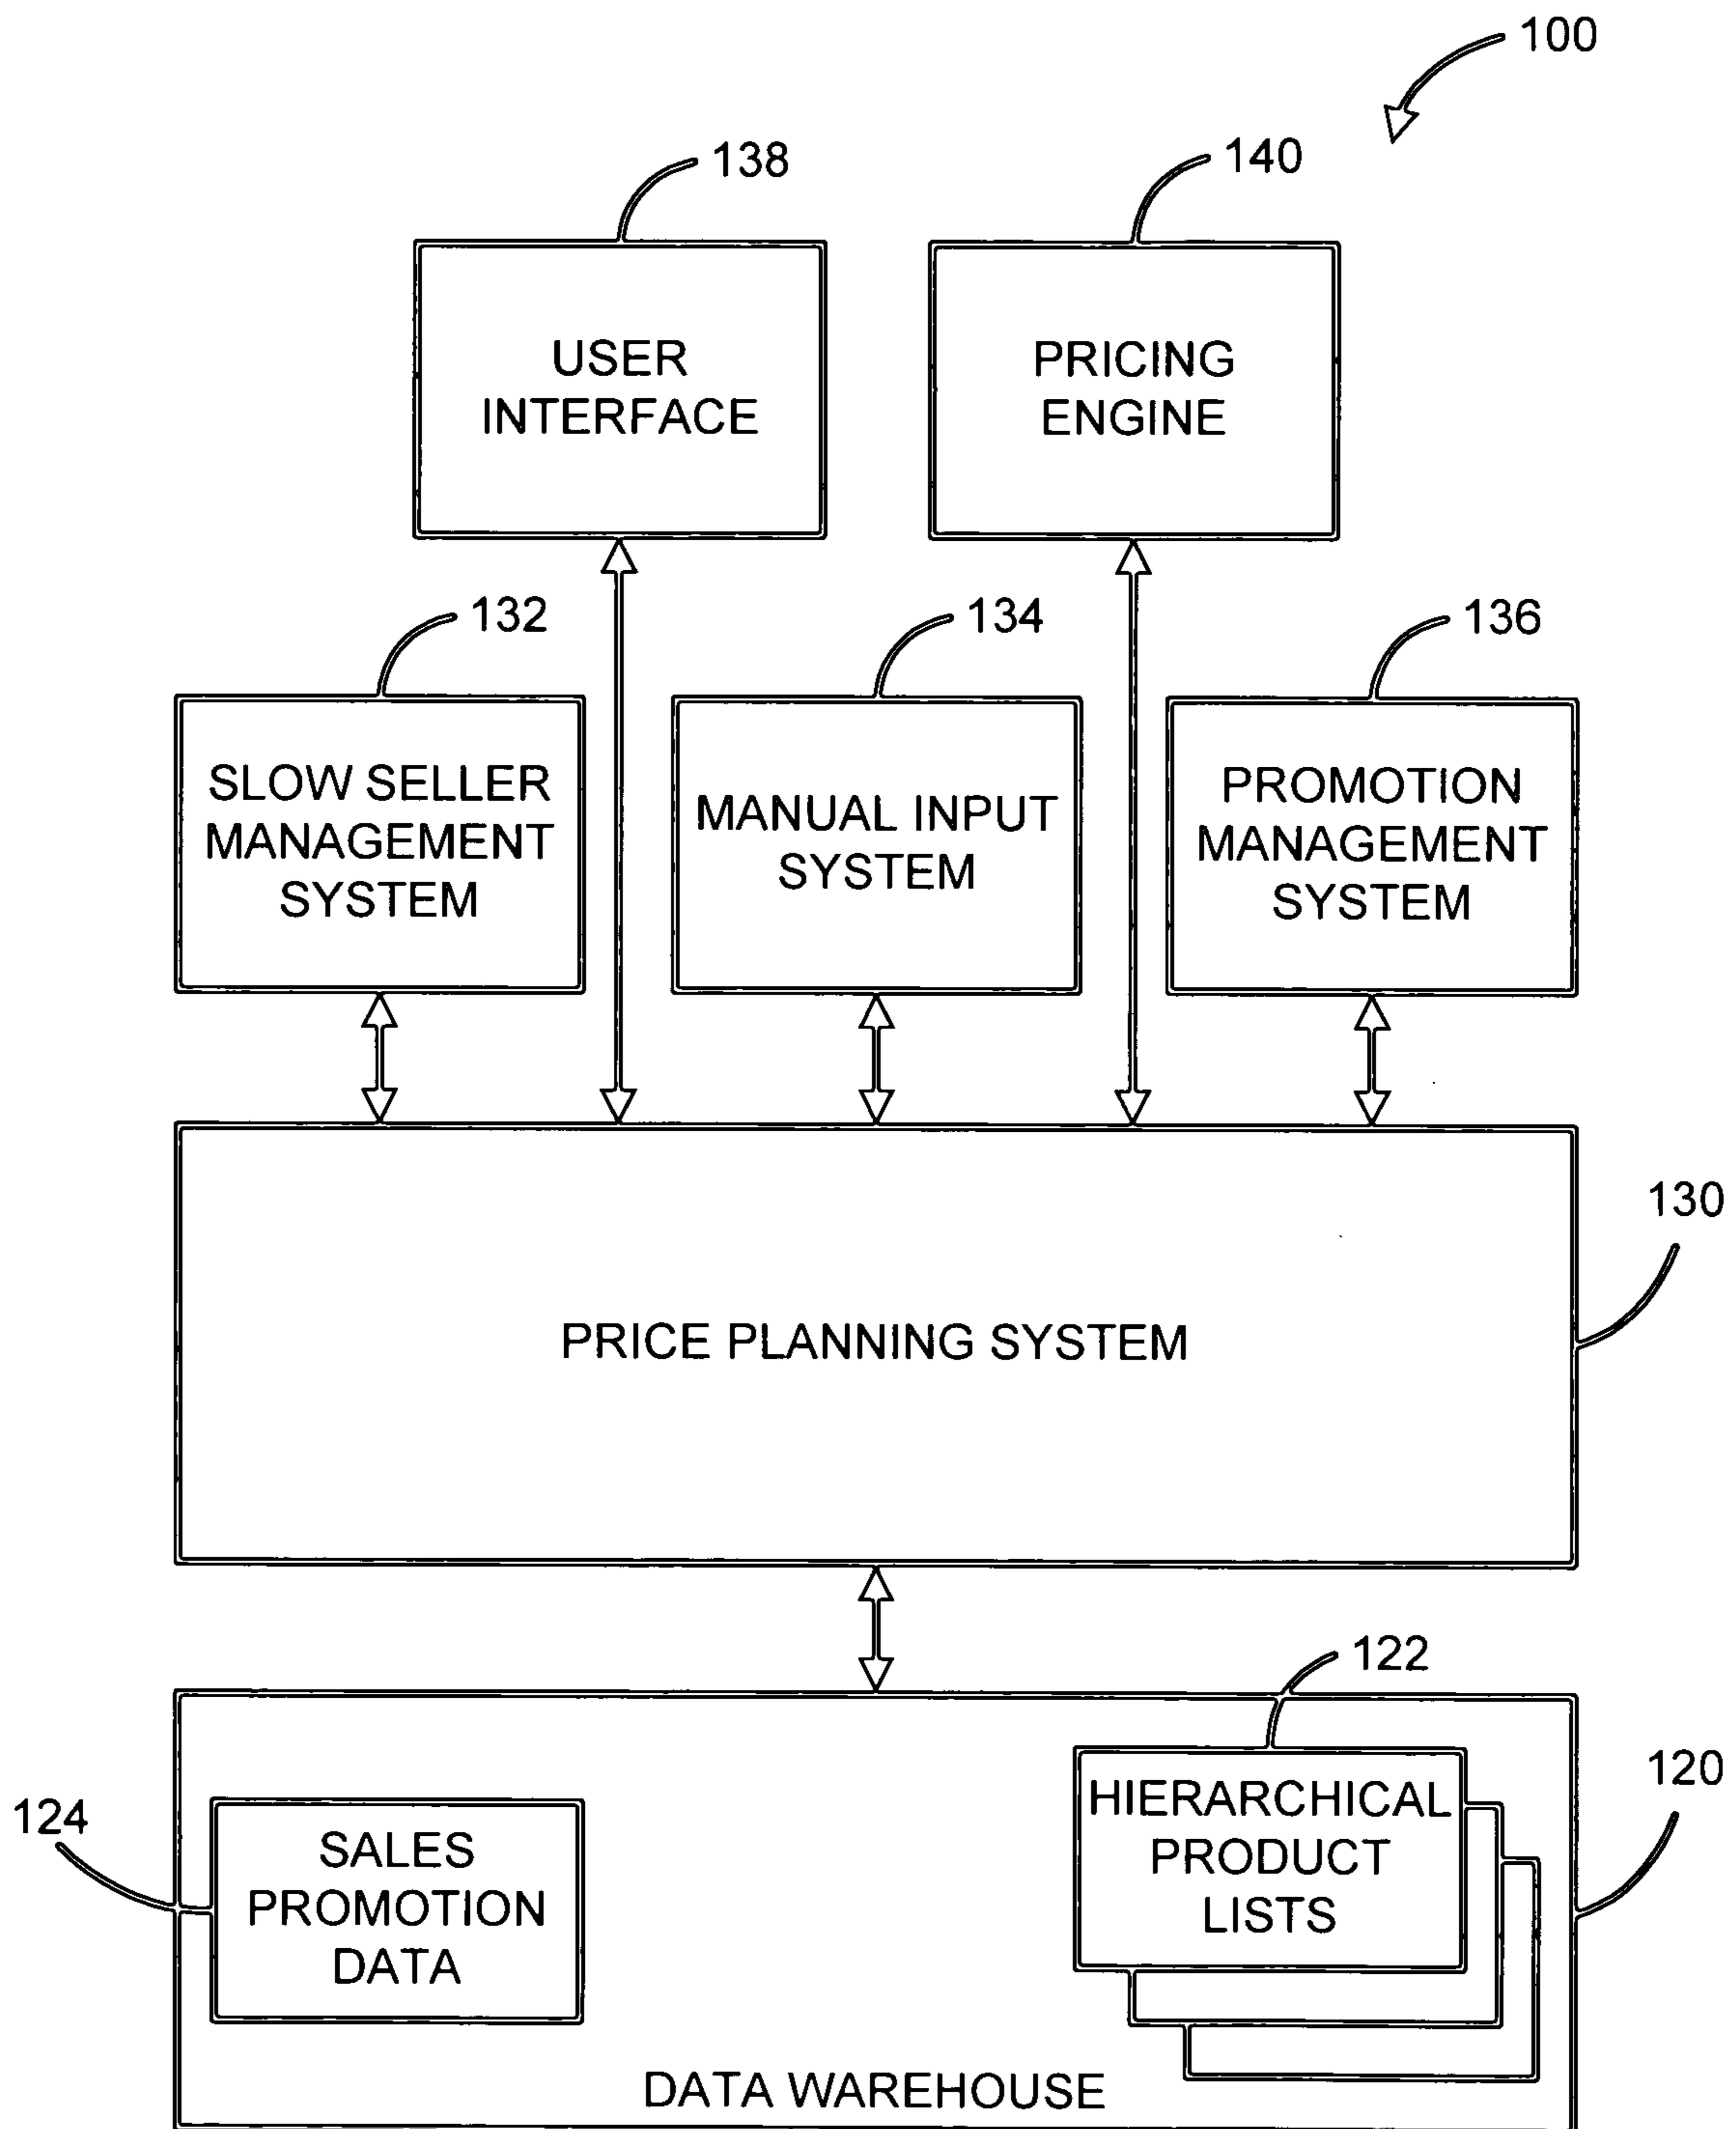 100
138
140
USER
INTERFACE
PRICING
ENGINE
132
134
136
SLOW SELLER
MANAGEMENT
SYSTEM
MANUAL INPUT
SYSTEM
PROMOTION
MANAGEMENT
SYSTEM
130
PRICE PLANNING SYSTEM
122
120
124
SALES
PROMOTION
DATA
HIERARCHICAL
PRODUCT
LISTS
DATA WAREHOUSE